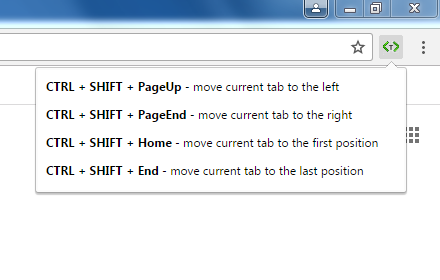 CTRL + SHIFT + PageUp - move current tab to the left
CTRL + SHIFT + PageEnd - move current tab to the right
CTRL + SHIFT + Home - move current tab to the first position
CTRL + SHIFT + End - move current tab to the last position